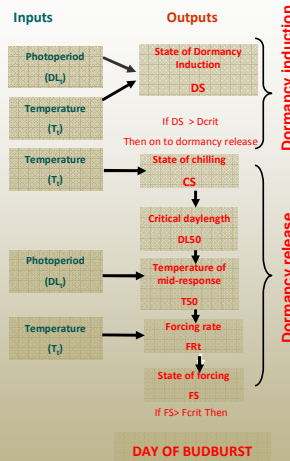 Inputs
Outputs
Photoperiod
(DLt)
State of Dormancy
Induction
DS
Temperature
(Tt)
If DS > Dcrit
Then on to dormancy release
Dormancy induction
Temperature
(Tt)
State of chilling
CS
Critical daylength
DL50
Photoperiod
(DLt)
Temperature of
mid-response
T50
Temperature
(Tt)
Forcing rate
FRt
State of forcing
FS
Dormancy release
If FS> Fcrit Then
DAY OF BUDBURST